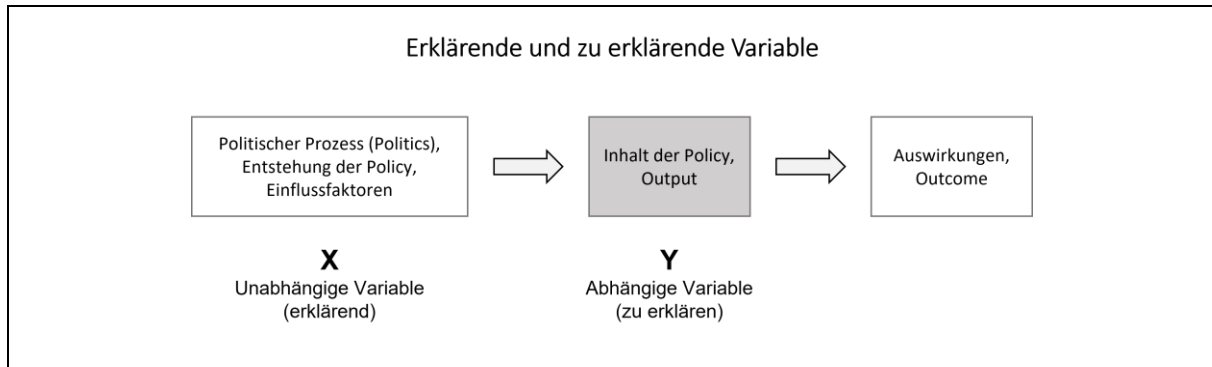 Erklärende und zu erklärende Variable
Politischer Prozess (Politics),
Entstehung der Policy,
Einflussfaktoren
Inhalt der Policy,
Output
Auswirkungen,
Outcome
X
Unabhängige Variable
(erklärend)
Y
Abhängige Variable
(zu erklären)